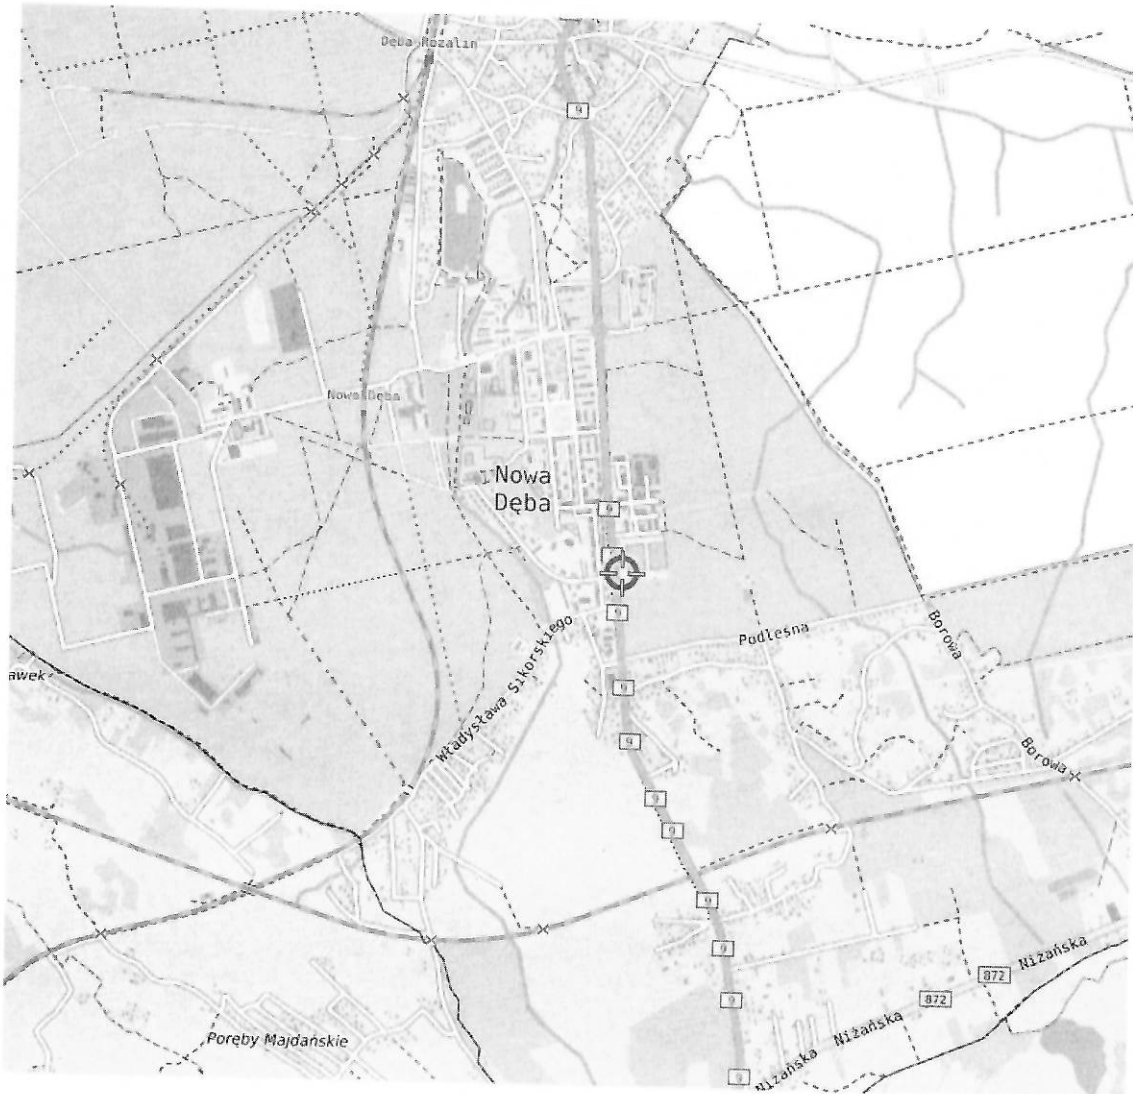 Dęba Rozalin
9
Nowa Dęba
Nowa
Dęba
9
9
Podleśna
Borowa
Władysława Sikorskiego
awek
9
9
Borowa
9
9
9
9
Niżańska
872
872
9
Niżańska
Poręby Majdańskie
Niżańska
9